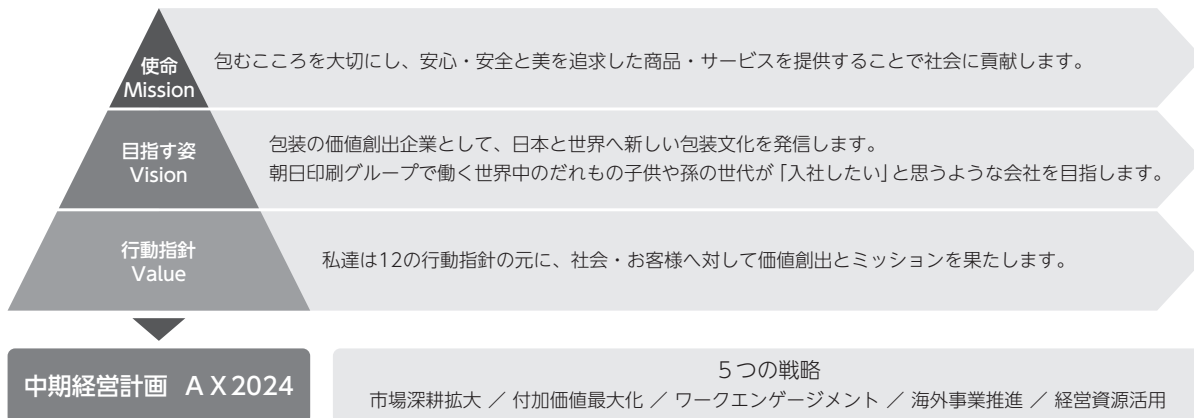 使命
Mission
包むこころを大切にし、安心・安全と美を追求した商品・サービスを提供することで社会に貢献します。
目指す姿
Vision
包装の価値創出企業として、日本と世界へ新しい包装文化を発信します。
朝日印刷グループで働く世界中のだれもの子供や孫の世代が「入社したい」と思うような会社を目指します。
行動指針
Value
私達は12の行動指針の元に、社会・お客様へ対して価値創出とミッションを果たします。
中期経営計画 AX2024
5つの戦略
市場深耕拡大 ／ 付加価値最大化 ／ ワークエンゲージメント ／ 海外事業推進 ／ 経営資源活用